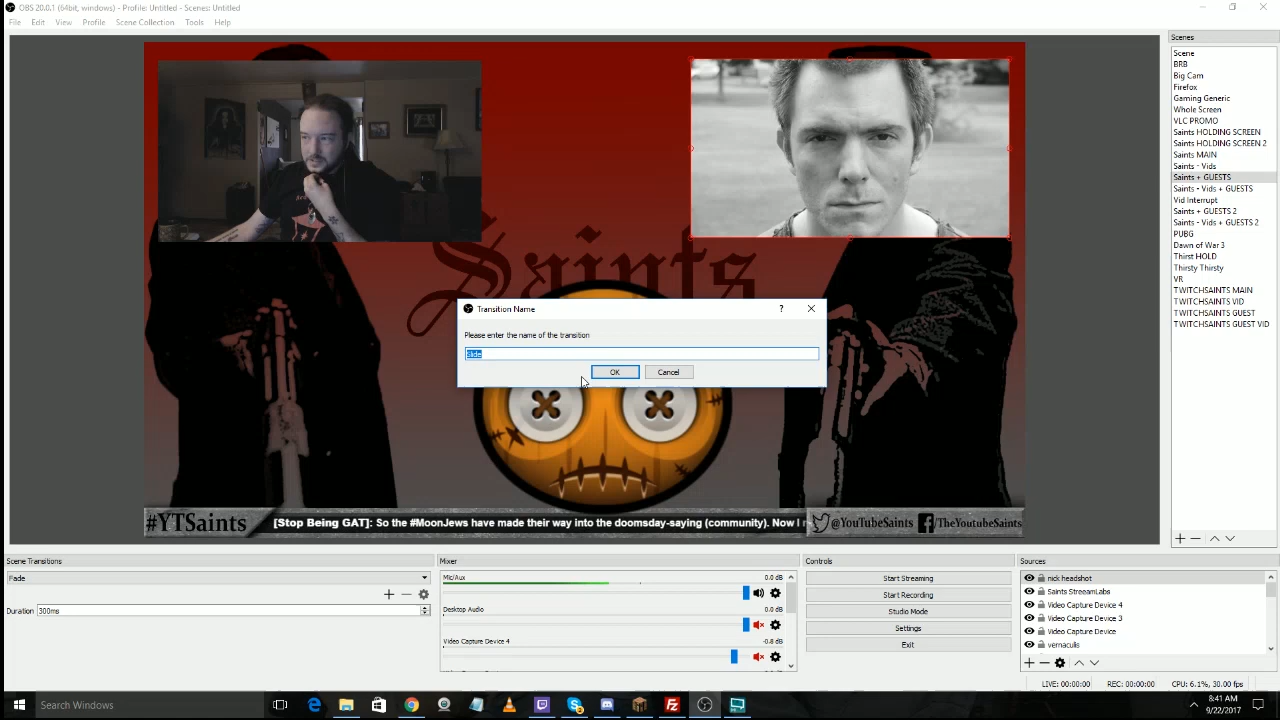 OBS 20.0.1 (64bit, windows) - Profile: Untitled - Scenes: Untitled
File Edit View Profile Scene Collection Tools Help
Scenes
Scene
BRB
Big Cam
Firefox
Gaming Generic
Whole Screen
VLC PROMO
Saints HOLDING SCREEN
Saints HOLDING SCREEN 2
Saints MAIN
Saints - Vids
Saints + GUESTS
Saints - Vids + GUESTS
Vid Interrupt
Saints + GUESTS 2
Saints - Vids + GUESTS 2
PUBG
Dawn of War 3
Thirst HOLD
Thirsty Thirsty
VR
TWITCHSAINTS MAIN
TWITCHSAINTS VID
TWITCHSAINTS GUEST
TWITCHSAINTS GUEST VID
Saints
Transition Name ?
Please enter the name of the transition
Slide
OK Cancel
#YTSaints [Stop Being GAT]: So the #MoonJews have made their way into the doomsday-saying (community). Now I @YouTubeSaints /TheYoutubeSaints
Scene Transitions
Fade
Duration 300ms
Mixer
Mic/Aux 0.0 dB
Desktop Audio 0.0 dB
Video Capture Device 4 -0.8 dB
Controls
Start Streaming
Start Recording
Studio Mode
Settings
Exit
Sources
nick headshot
Saints StreamLabs
Video Capture Device 4
Video Capture Device 3
Video Capture Device
vernaculis
LIVE: 00:00:00 REC: 00:00:00 CPU: 6.1%, 30.00 fps
Search Windows
8:41 AM
9/22/2017